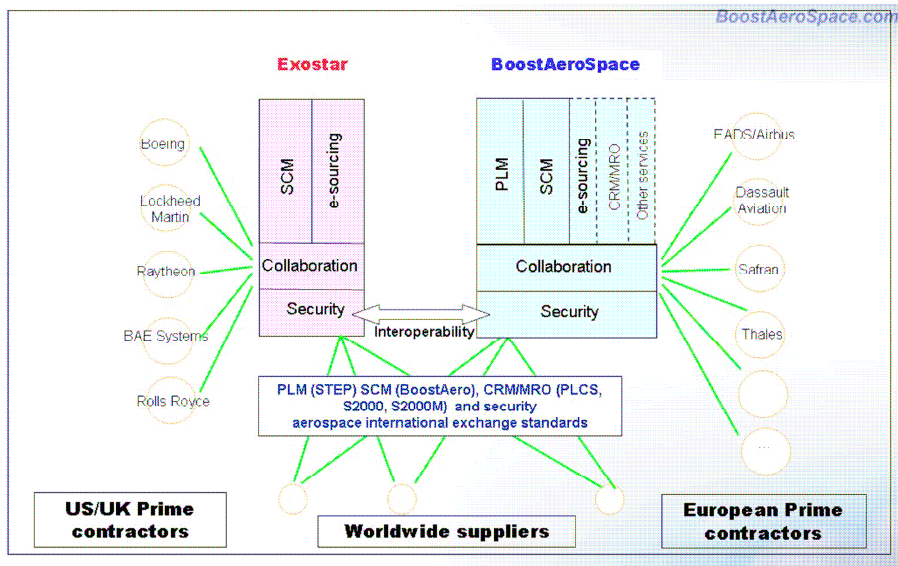 BoostAeroSpace.com
Exostar
BoostAeroSpace
Boeing
Lockheed
Martin
Raytheon
BAE Systems
Rolls Royce
SCM
e-sourcing
Collaboration
Security
Interoperability
PLM
SCM
e-sourcing
CRM/MRO
Other services
Collaboration
Security
EADS/Airbus
Dassault
Aviation
Safran
Thales
...
PLM (STEP) SCM (BoostAero), CRM/MRO (PLCS,
S2000, S2000M) and security
aerospace international exchange standards
US/UK Prime
contractors
Worldwide suppliers
European Prime
contractors